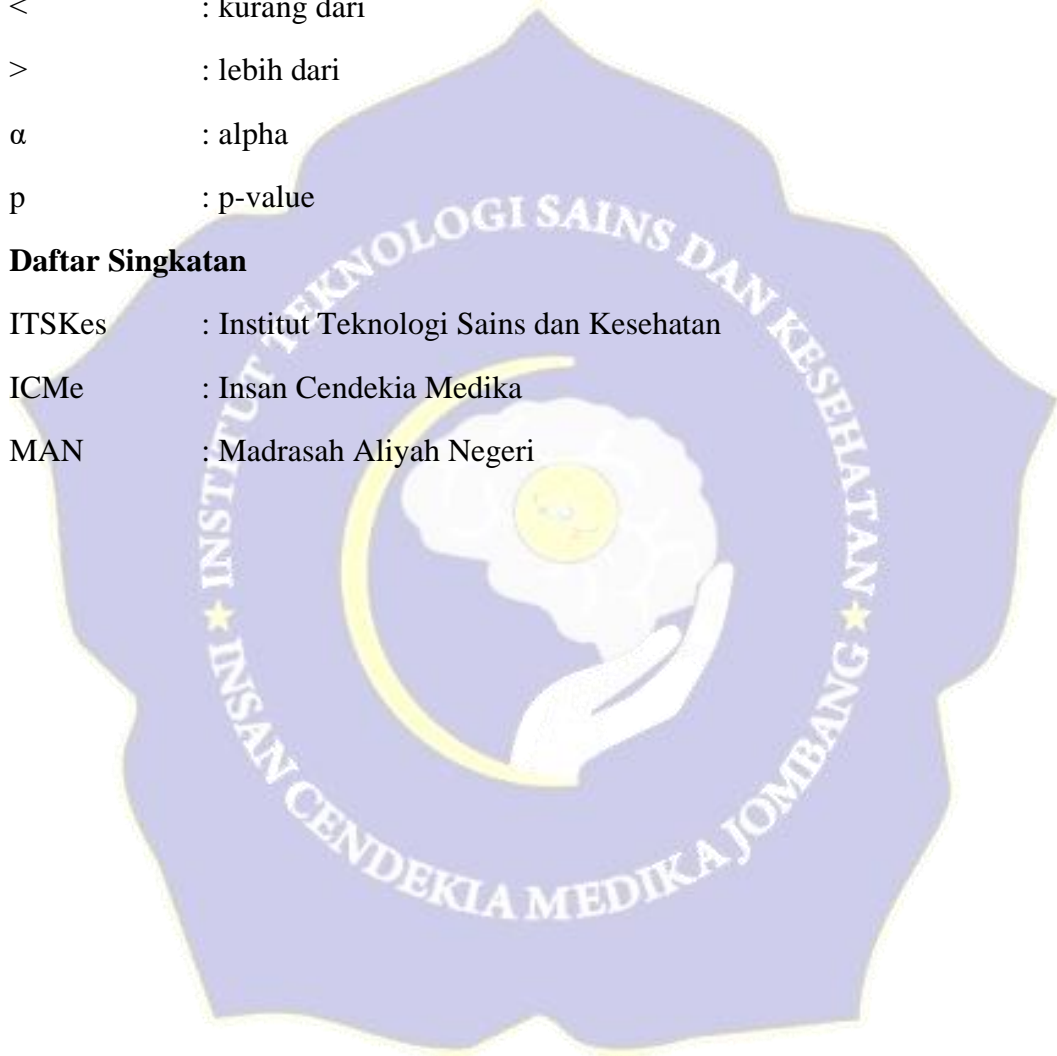 < : kurang dari
> : lebih dari
α : alpha
p : p-value
Daftar Singkatan
ITSKes : Institut Teknologi Sains dan Kesehatan
ICMe : Insan Cendekia Medika
MAN : Madrasah Aliyah Negeri
INSTITUT TEKNOLOGI SAINS DAN KESEHATAN
INSAN CENDEKIA MEDIKA JOMBANG